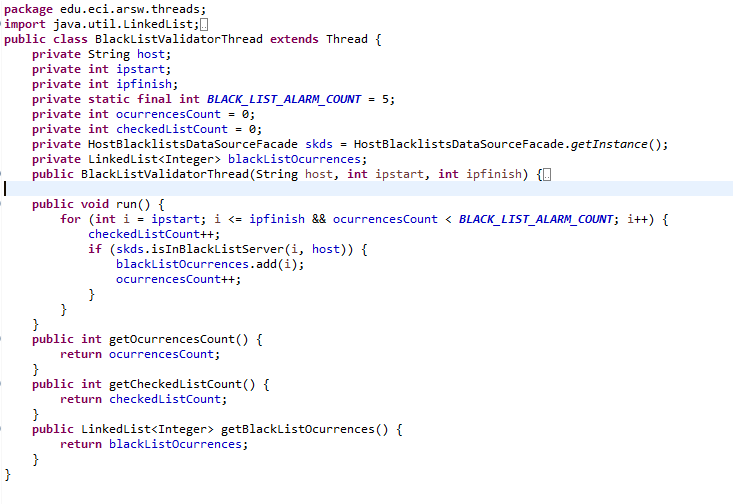 package edu.eci.arsw.threads;
import java.util.LinkedList;
public class BlackListValidatorThread extends Thread {
    private String host;
    private int ipstart;
    private int ipfinish;
    private static final int BLACK_LIST_ALARM_COUNT = 5;
    private int ocurrencesCount = 0;
    private int checkedListCount = 0;
    private HostBlacklistsDataSourceFacade skds = HostBlacklistsDataSourceFacade.getInstance();
    private LinkedList<Integer> blackListOcurrences;
    public BlackListValidatorThread(String host, int ipstart, int ipfinish) {
    public void run() {
        for (int i = ipstart; i <= ipfinish && ocurrencesCount < BLACK_LIST_ALARM_COUNT; i++) {
            checkedListCount++;
            if (skds.isInBlackListServer(i, host)) {
                blackListOcurrences.add(i);
                ocurrencesCount++;
            }
        }
    }
    public int getOcurrencesCount() {
        return ocurrencesCount;
    }
    public int getCheckedListCount() {
        return checkedListCount;
    }
    public LinkedList<Integer> getBlackListOcurrences() {
        return blackListOcurrences;
    }
}